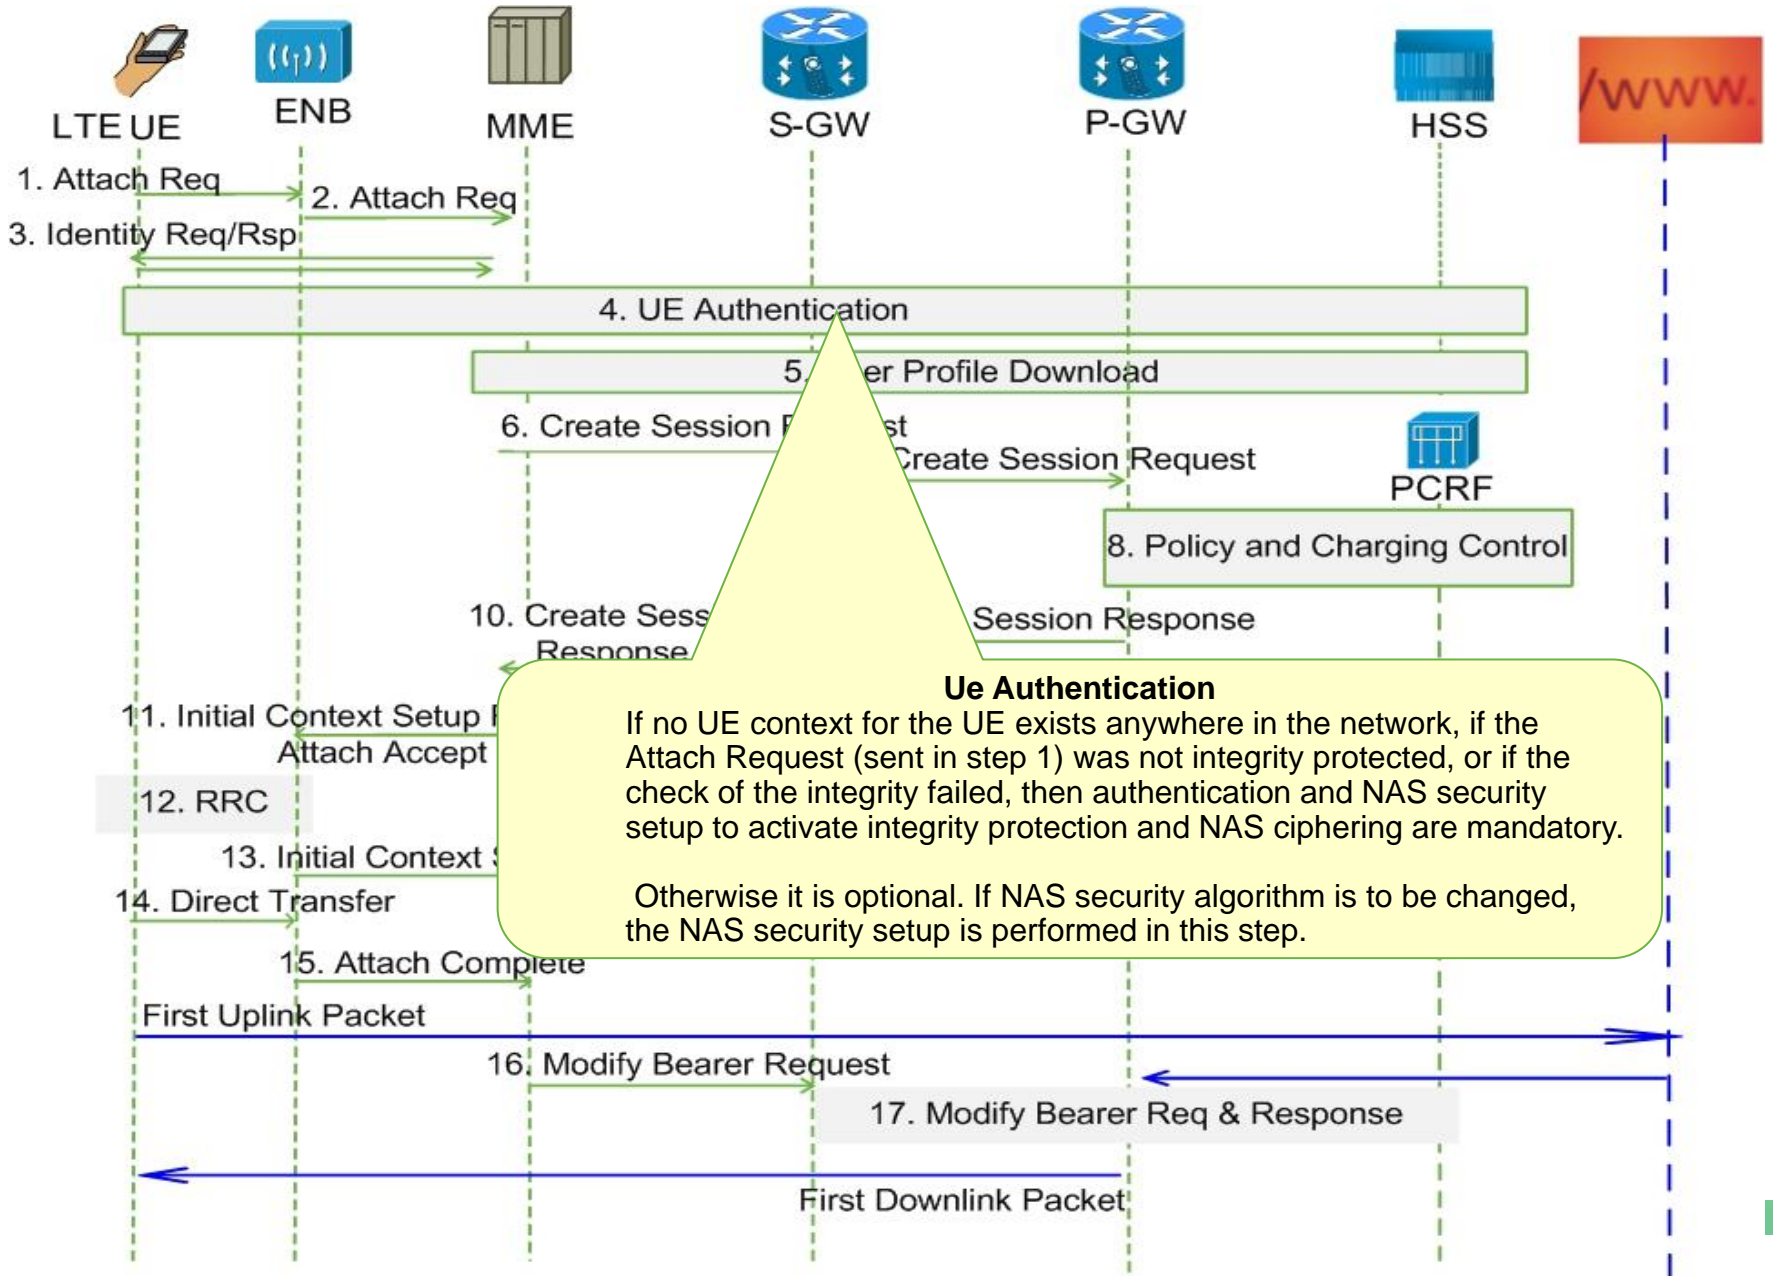 LTE UE
ENB
MME
S-GW
P-GW
HSS
/www.
1. Attach Req
2. Attach Req
3. Identity Req/Rsp
4. UE Authentication
5. er Profile Download
6. Create Session
Create Session Request
PCRF
8. Policy and Charging Control
10. Create Sess
Response
Session Response
11. Initial Context Setup
Attach Accept
12. RRC
13. Initial Context
14. Direct Transfer
15. Attach Complete
Ue Authentication
If no UE context for the UE exists anywhere in the network, if the
Attach Request (sent in step 1) was not integrity protected, or if the
check of the integrity failed, then authentication and NAS security
setup to activate integrity protection and NAS ciphering are mandatory.
Otherwise it is optional. If NAS security algorithm is to be changed,
the NAS security setup is performed in this step.
First Uplink Packet
16. Modify Bearer Request
17. Modify Bearer Req & Response
First Downlink Packet